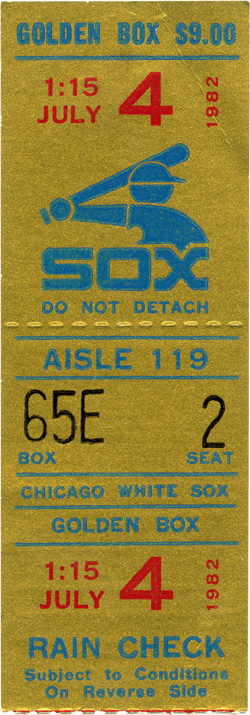 GOLDEN BOX $9.00
1:15 JULY 4 1982
SOX
DO NOT DETACH
AISLE 119
65E 2
BOX SEAT
CHICAGO WHITE SOX
GOLDEN BOX
1:15 JULY 4 1982
RAIN CHECK
Subject to Conditions
On Reverse Side